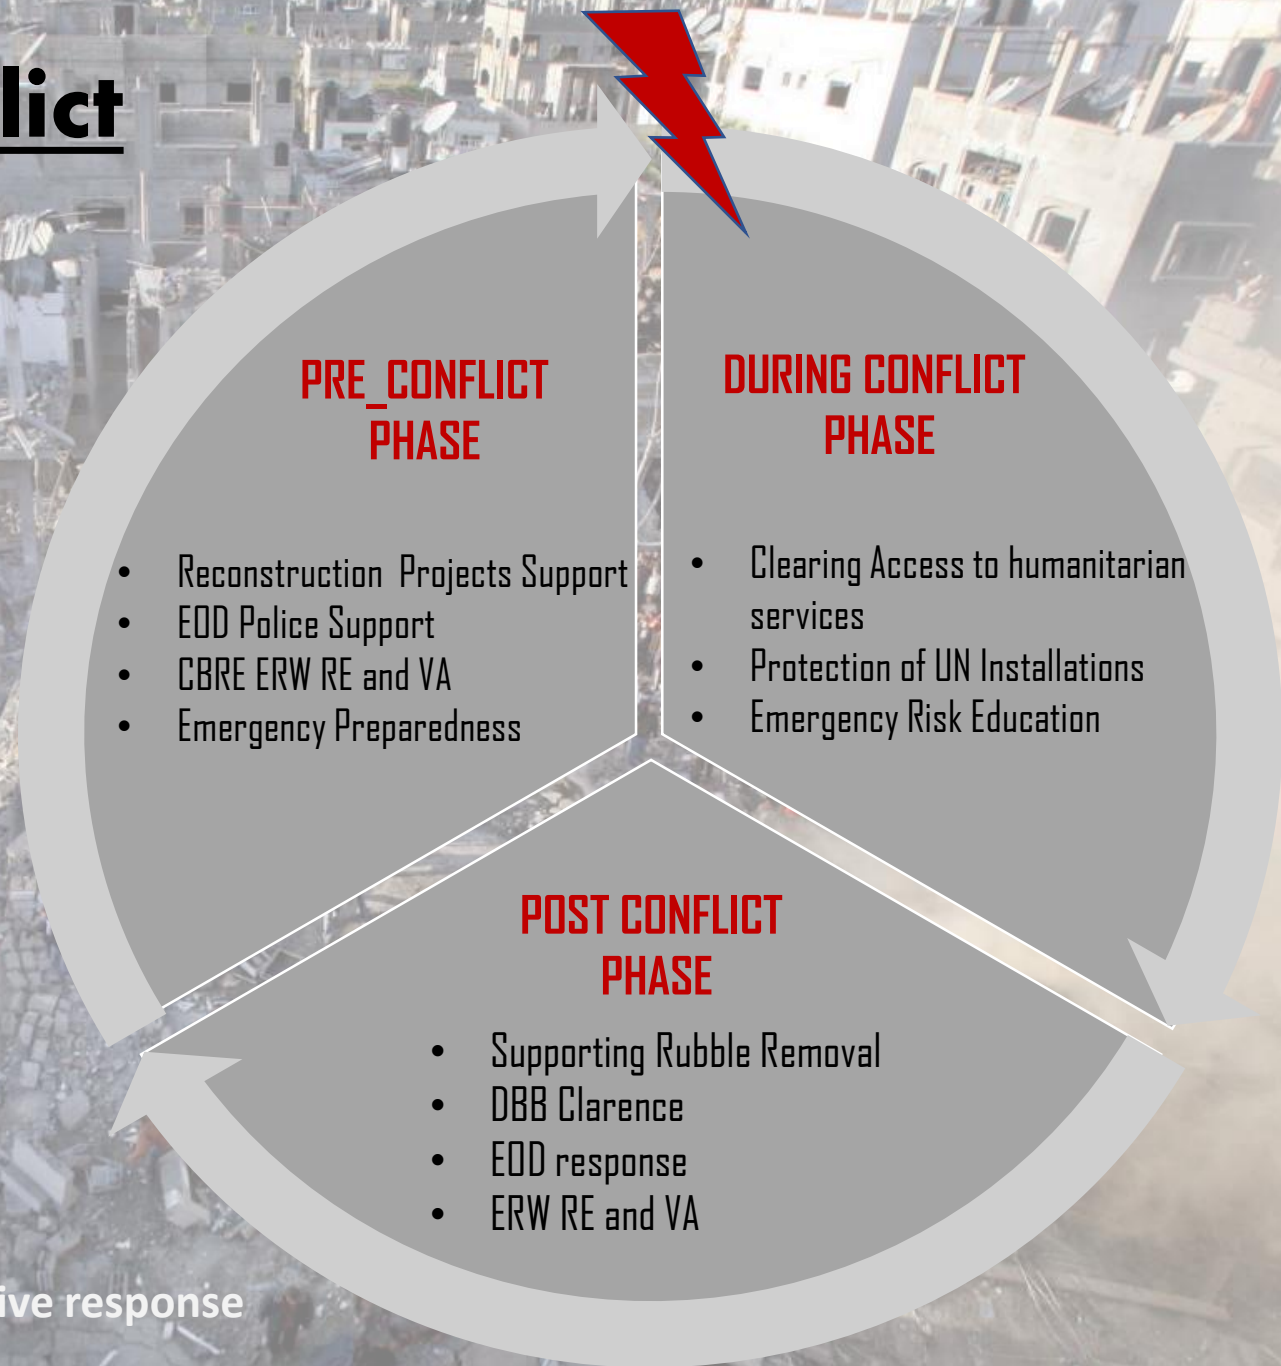 lict
PRE_CONFLICT
PHASE
• Reconstruction Projects Support
• EOD Police Support
• CBRE ERW RE and VA
• Emergency Preparedness
DURING CONFLICT
PHASE
• Clearing Access to humanitarian
services
• Protection of UN Installations
• Emergency Risk Education
POST CONFLICT
PHASE
• Supporting Rubble Removal
• DBB Clarence
• EOD response
• ERW RE and VA
ive response